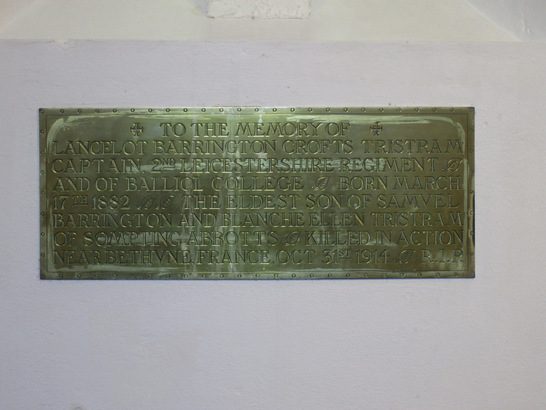 TO THE MEMORY OF
LANCELOT BARRINGTON CROFTS TRISTRAM
CAPTAIN 2ND LEICESTERSHIRE REGIMENT
AND OF BALLIOL COLLEGE BORN MARCH
17TH 1882 THE ELDEST SON OF SAMVEL
BARRINGTON AND BLANCHE ELLEN TRISTRAM
OF SOMPTING ABBOTTS KILLED IN ACTION
NEAR BETHVNE, FRANCE OCT 31ST 1914 R.I.P.